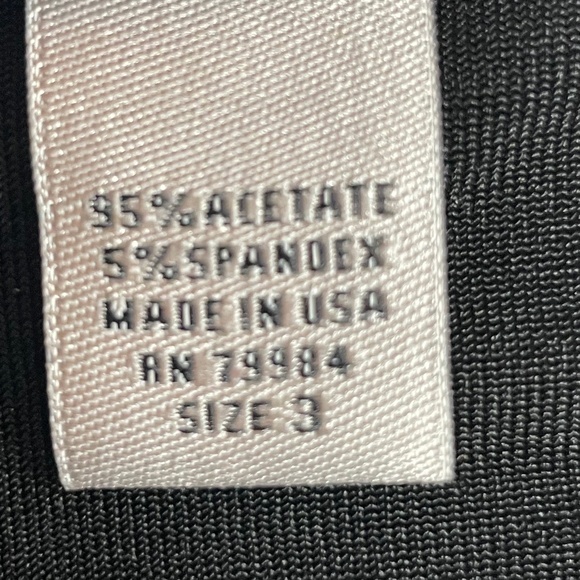 95% ACETATE
5% SPANDEX
MADE IN USA
RN 79984
SIZE 3